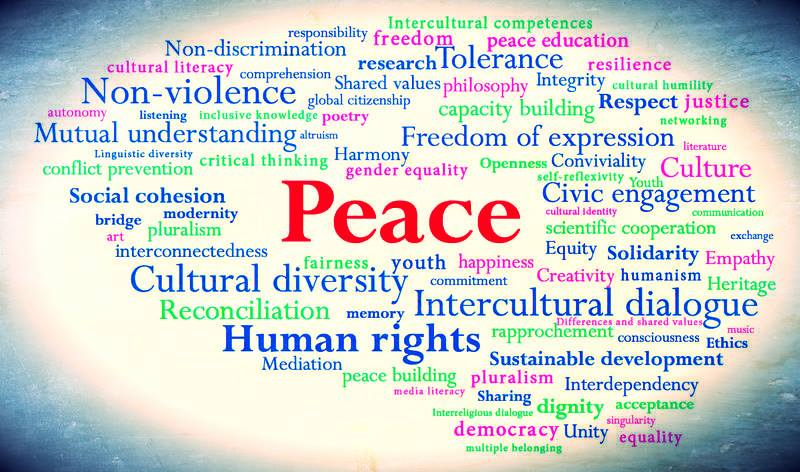 Intercultural competences
responsibility
freedom
peace education
Non-discrimination
research
Tolerance
resilience
cultural literacy
comprehension
Shared values
philosophy
Integrity
cultural humility
Non-violence
global citizenship
capacity building
Respect
justice
autonomy
listening
inclusive knowledge
poetry
networking
Mutual understanding
altruism
Freedom of expression
literature
Linguistic diversity
critical thinking
Harmony
Openness
Conviviality
Culture
conflict prevention
gender equality
self-reflexivity
Youth
Social cohesion
Peace
Civic engagement
bridge
modernity
cultural identity
communication
art
pluralism
scientific cooperation
exchange
interconnectedness
Equity
Solidarity
Empathy
fairness
youth
happiness
Creativity
humanism
Heritage
Cultural diversity
commitment
Intercultural dialogue
Reconciliation
memory
Differences and shared values
music
Human rights
rapprochement
consciousness
Ethics
Mediation
Sustainable development
peace building
pluralism
Interdependency
media literacy
Sharing
Interreligious dialogue
dignity
acceptance
singularity
democracy
Unity
equality
multiple belonging